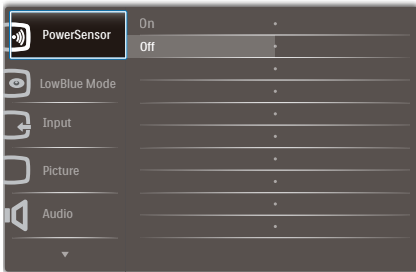 PowerSensor
On
Off
LowBlue Mode
Input
Picture
Audio